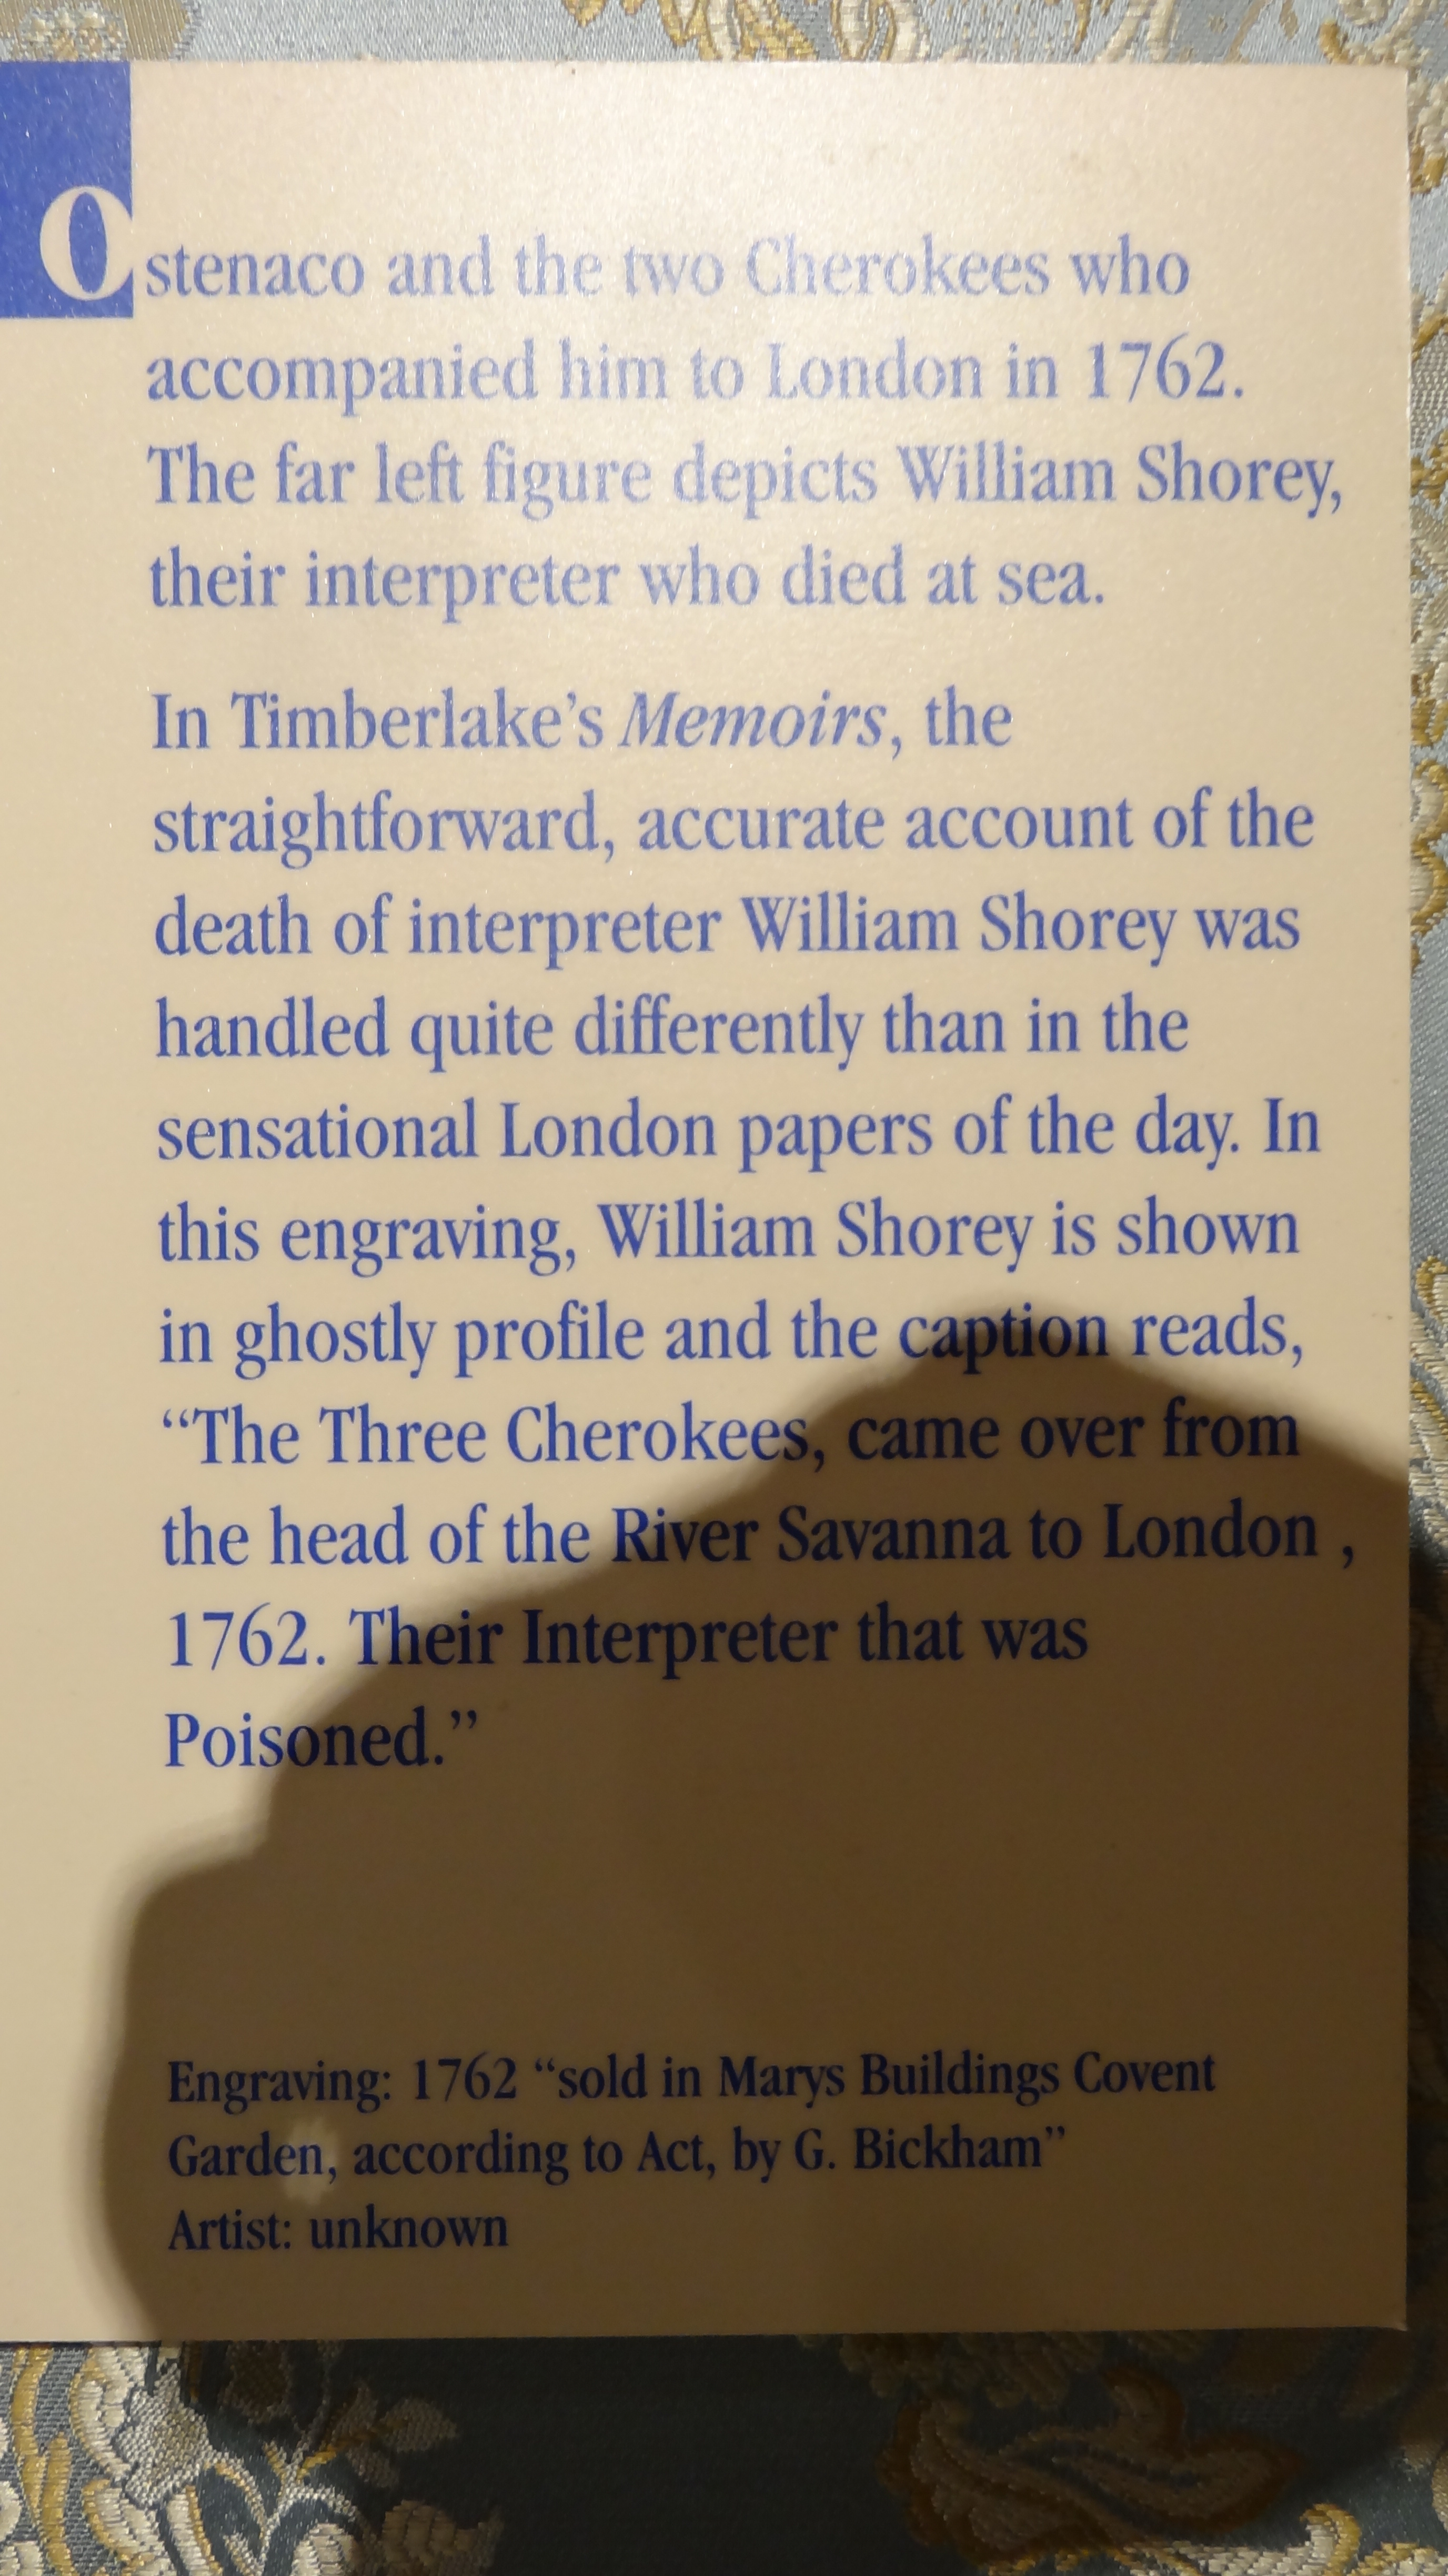 Ostenaco and the two Cherokees who
accompanied him to London in 1762.
The far left figure depicts William Shorey,
their interpreter who died at sea.
In Timberlake’s Memoirs, the
straightforward, accurate account of the
death of interpreter William Shorey was
handled quite differently than in the
sensational London papers of the day. In
this engraving, William Shorey is shown
in ghostly profile and the caption reads,
“The Three Cherokees, came over from
the head of the River Savanna to London ,
1762. Their Interpreter that was
Poisoned.”
Engraving: 1762 “sold in Marys Buildings Covent
Garden, according to Act, by G. Bickham”
Artist: unknown